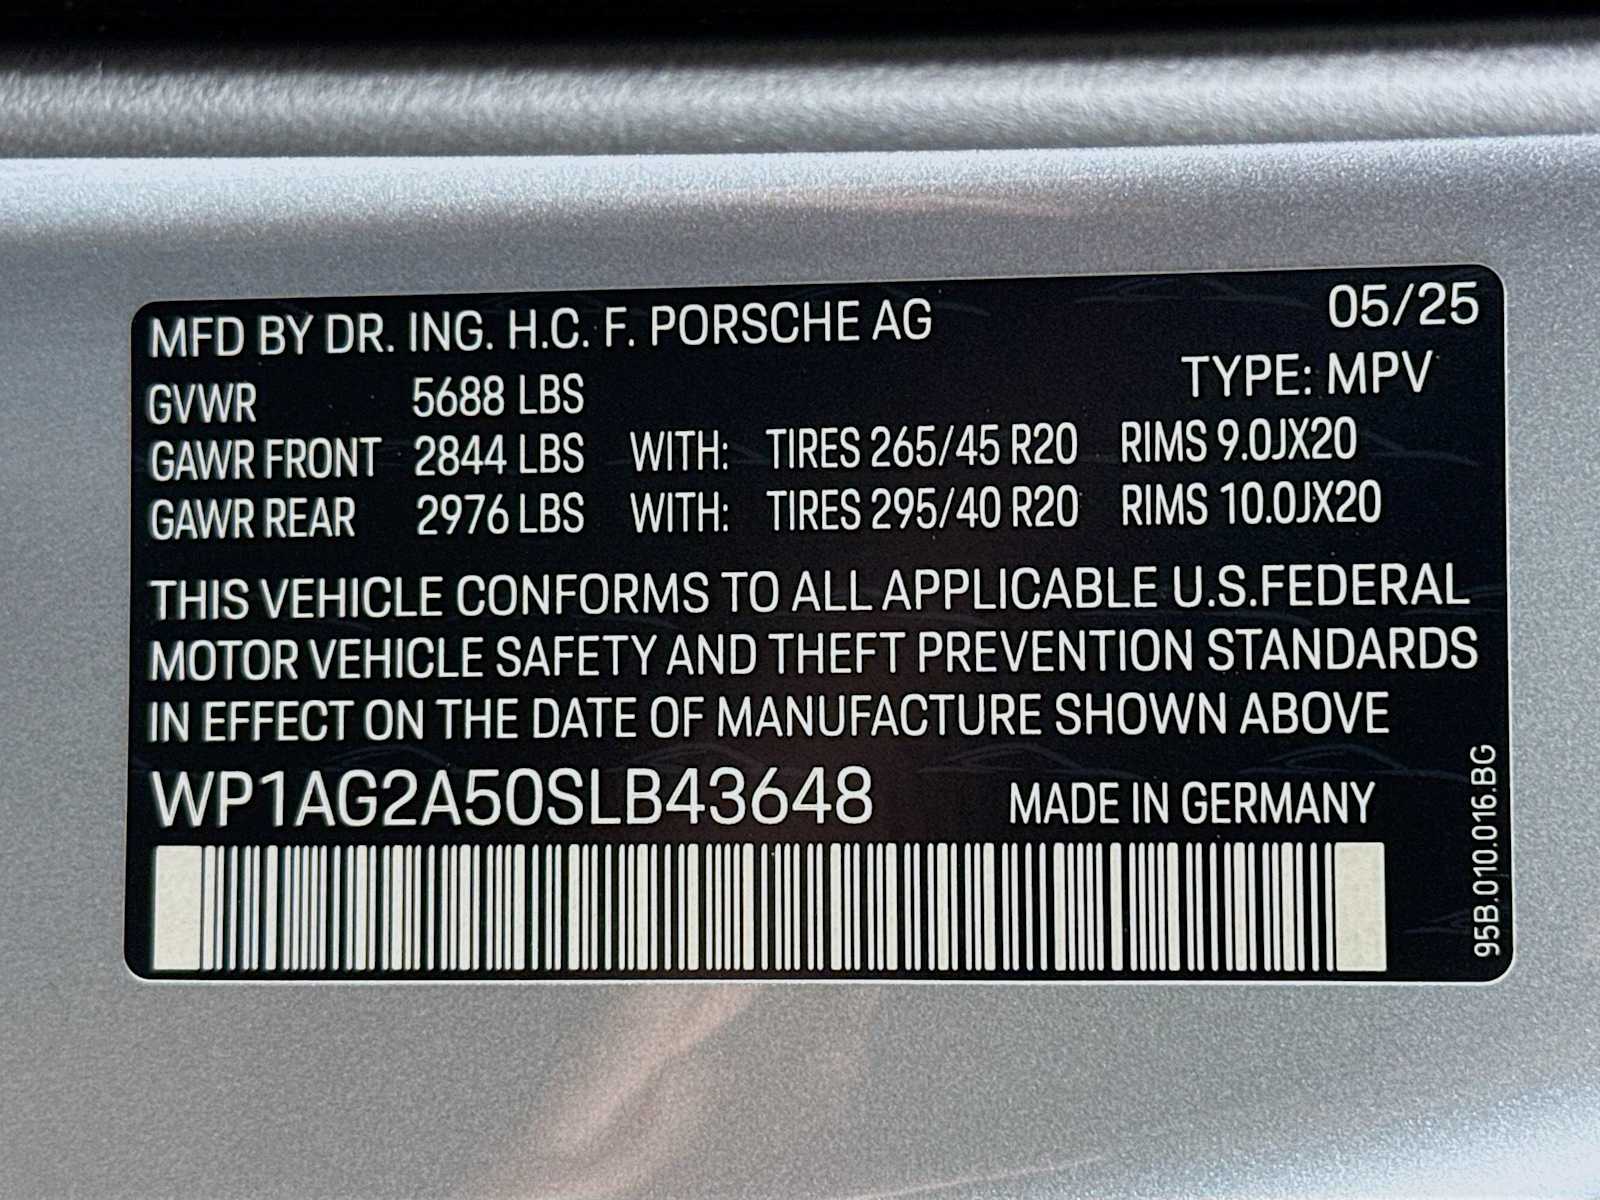 MFD BY DR. ING. H.C. F. PORSCHE AG 05/25
TYPE: MPV
GVWR 5688 LBS
GAWR FRONT 2844 LBS WITH: TIRES 265/45 R20 RIMS 9.0JX20
GAWR REAR 2976 LBS WITH: TIRES 295/40 R20 RIMS 10.0JX20
THIS VEHICLE CONFORMS TO ALL APPLICABLE U.S.FEDERAL
MOTOR VEHICLE SAFETY AND THEFT PREVENTION STANDARDS
IN EFFECT ON THE DATE OF MANUFACTURE SHOWN ABOVE
WP1AG2A50SLB43648 MADE IN GERMANY
95B.010.016.BG